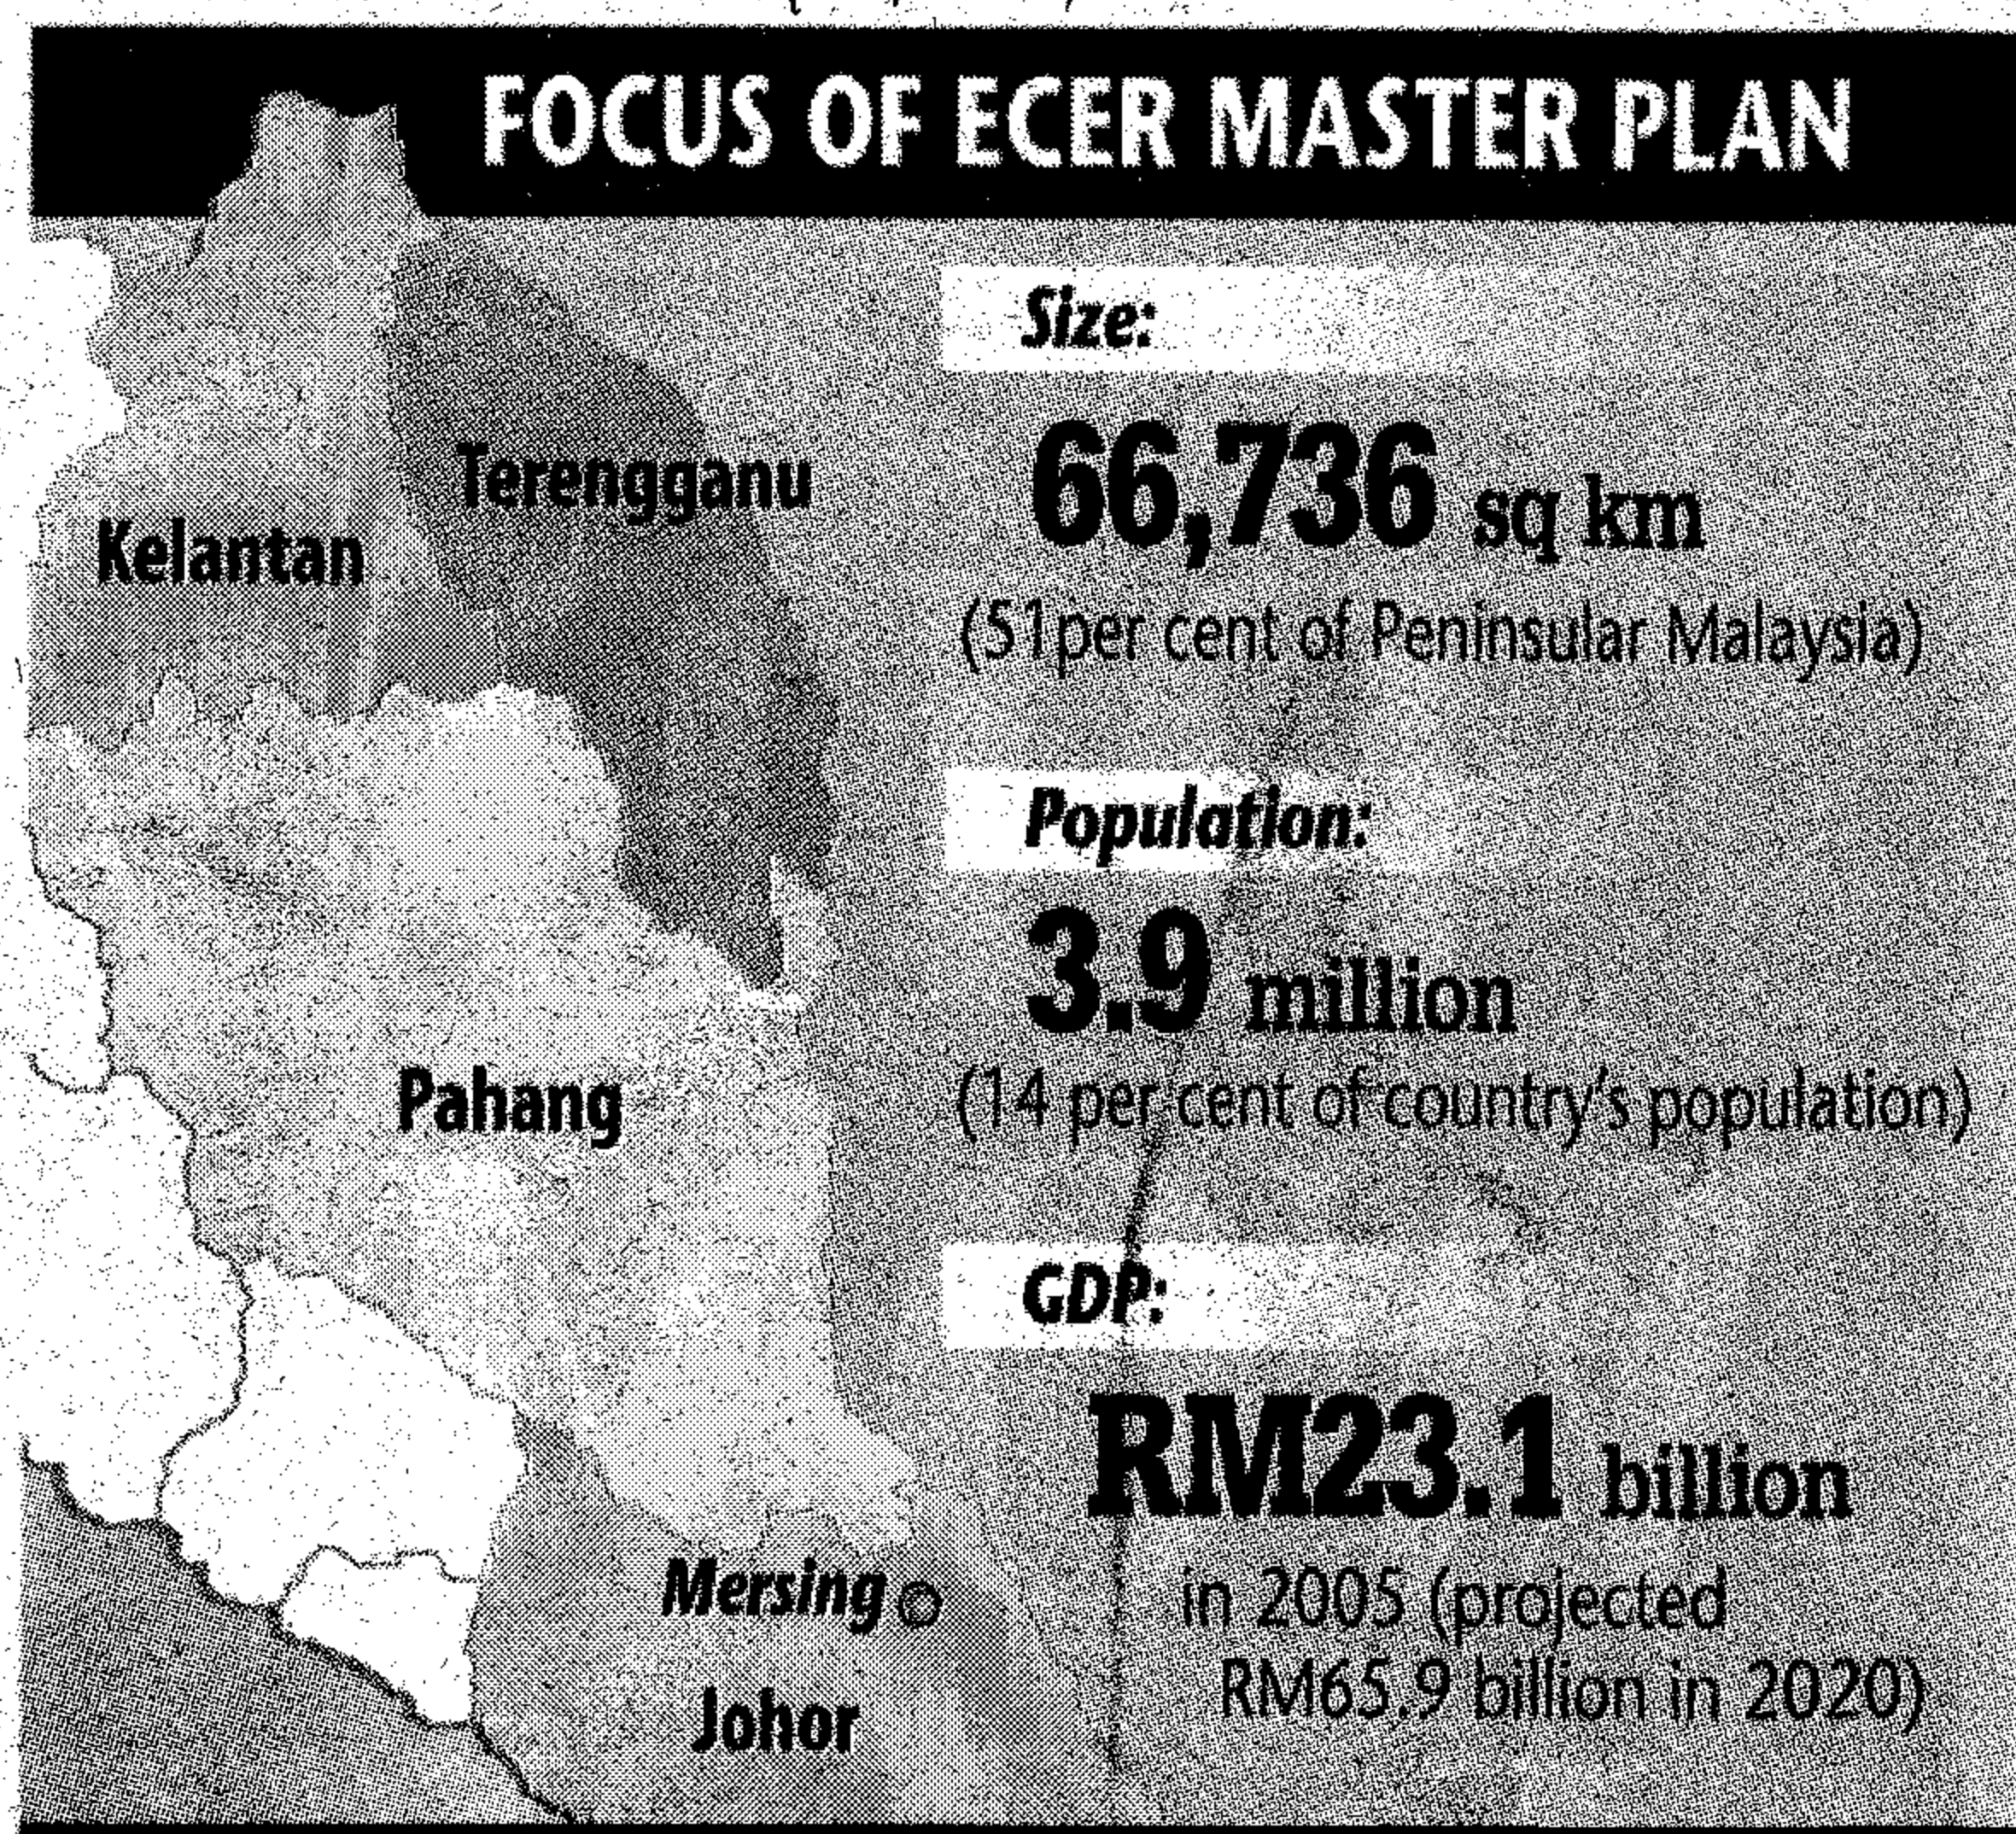 FOCUS OF ECER MASTER PLAN
Size:
66,736 sq km
(51per cent of Peninsular Malaysia)
Population:
3.9 million
(14 per cent of country's population)
GDP:
RM23.1 billion
in 2005 (projected
RM65.9 billion in 2020)
Terengganu
Kelantan
Pahang
Mersing
Johor